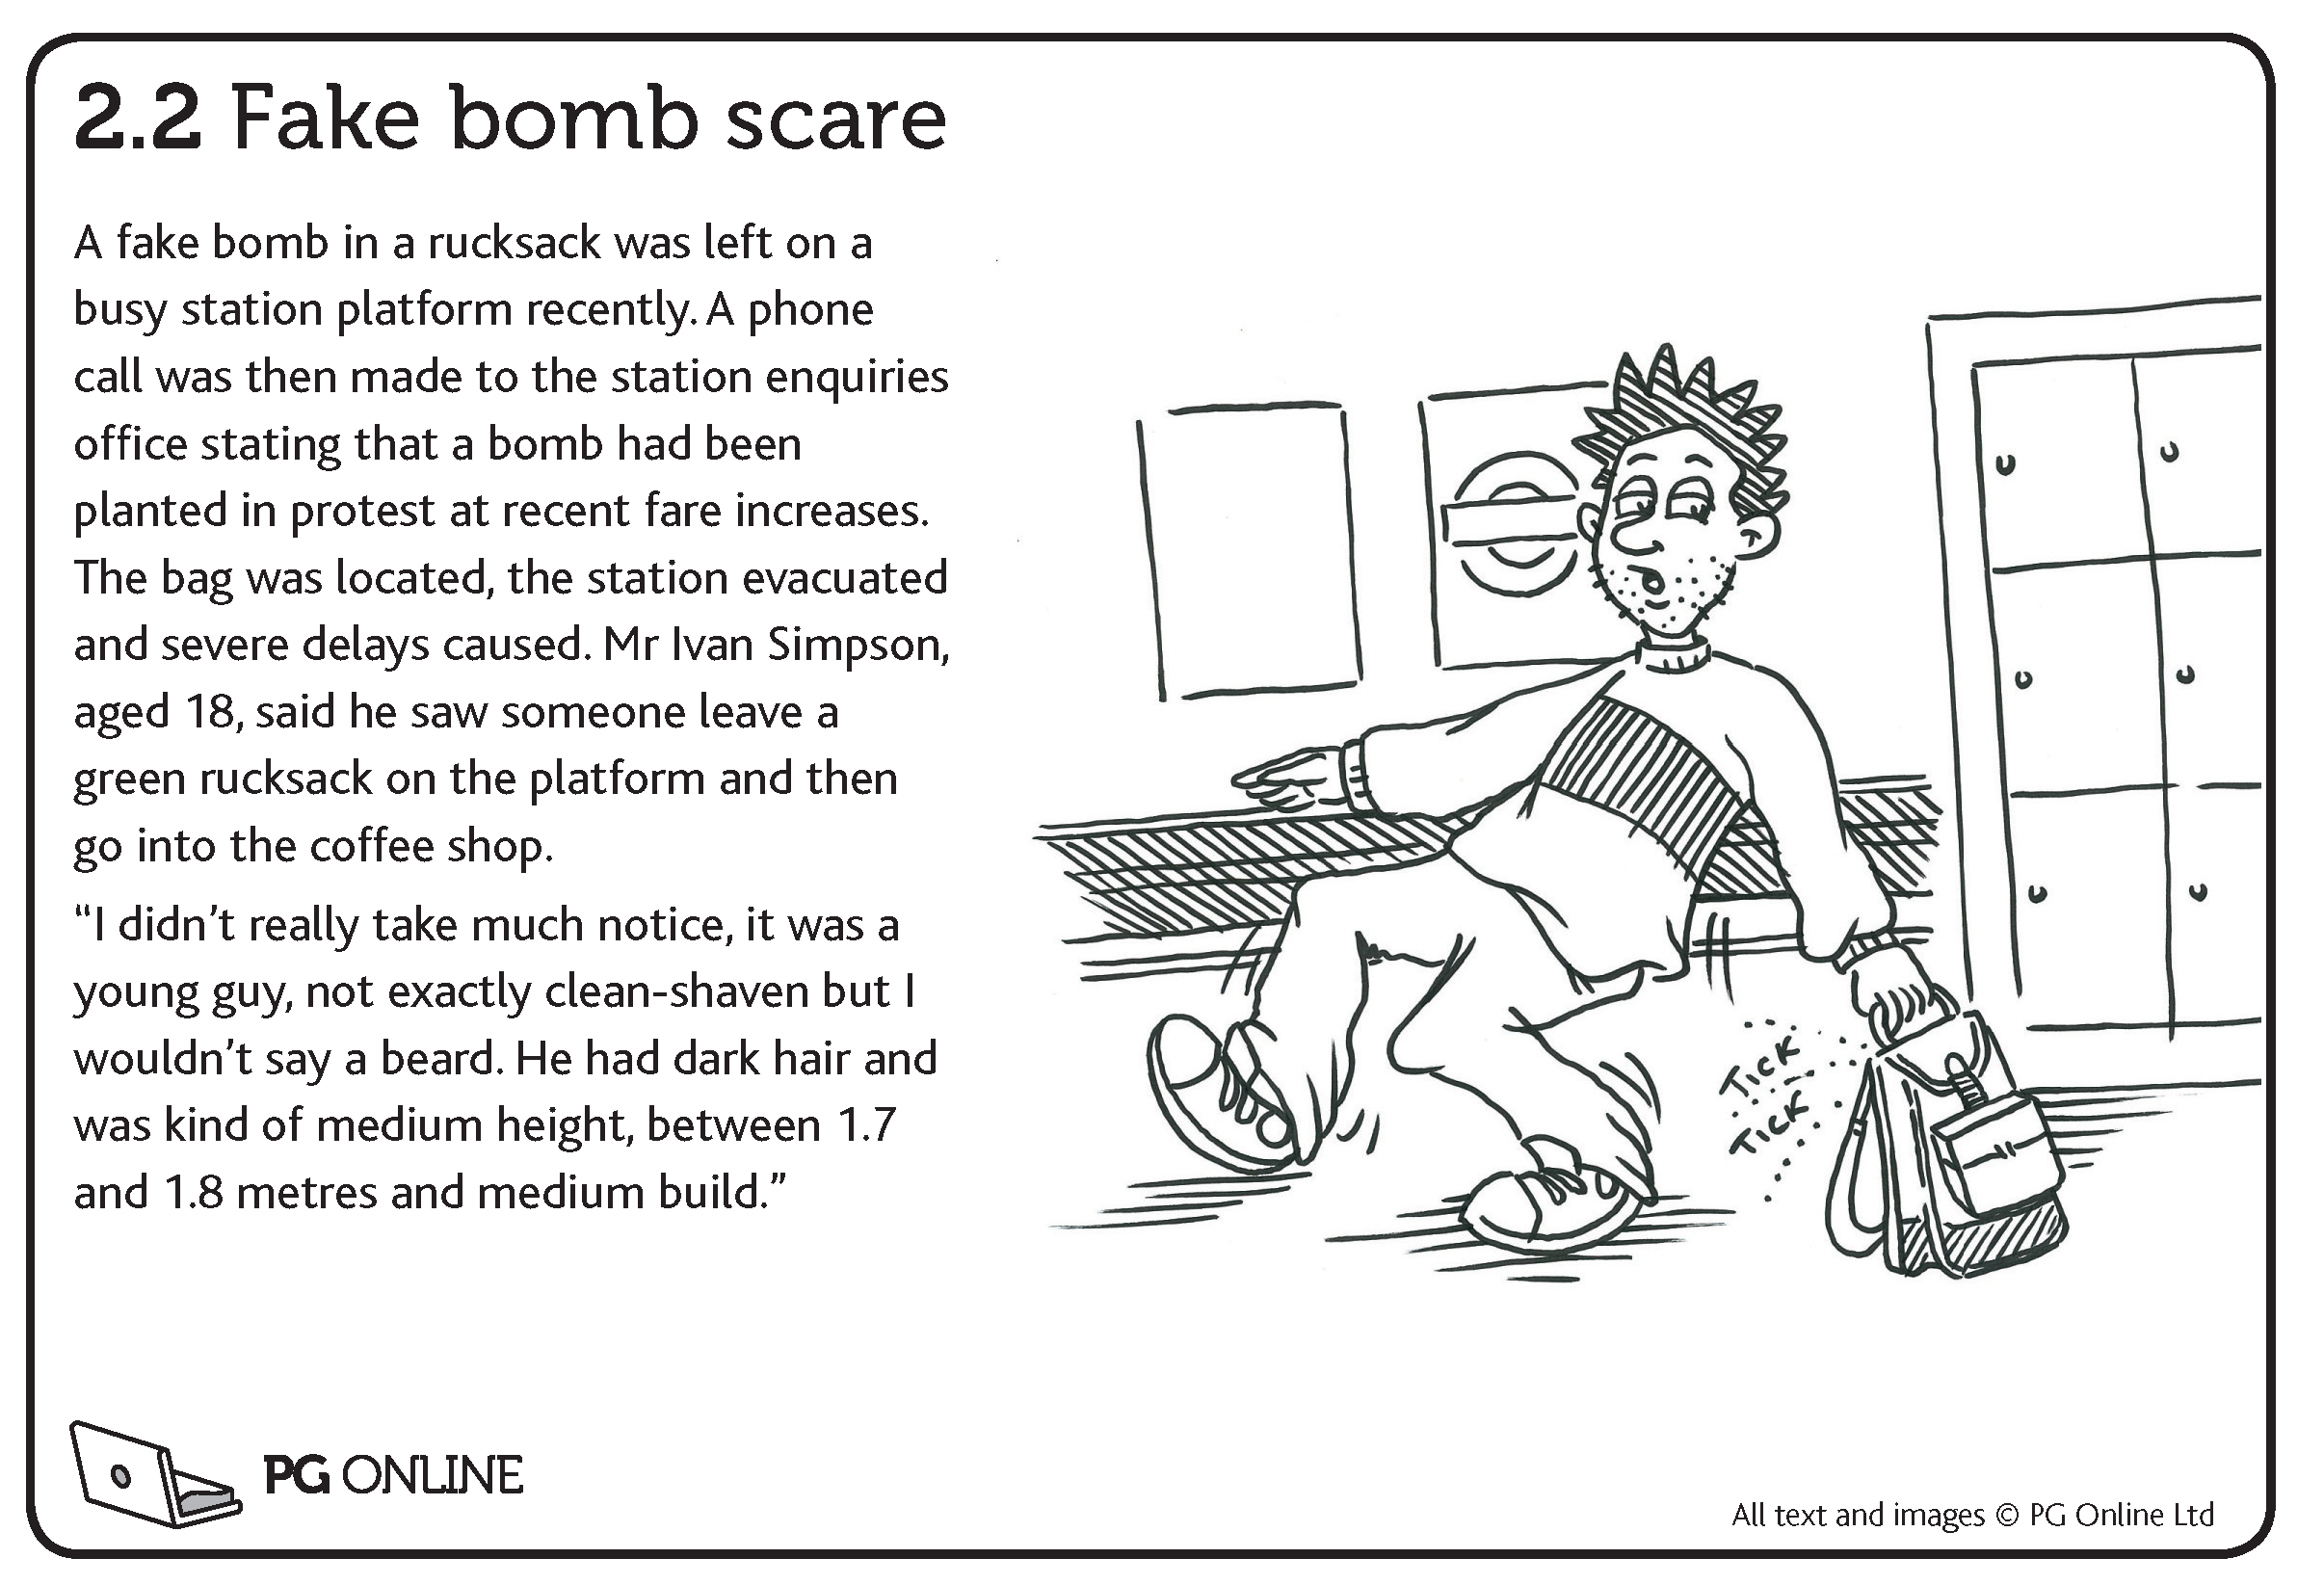 2.2 Fake bomb scare
A fake bomb in a rucksack was left on a
busy station platform recently. A phone
call was then made to the station enquiries
office stating that a bomb had been
planted in protest at recent fare increases.
The bag was located, the station evacuated
and severe delays caused. Mr Ivan Simpson,
aged 18, said he saw someone leave a
green rucksack on the platform and then
go into the coffee shop.
“I didn’t really take much notice, it was a
young guy, not exactly clean-shaven but I
wouldn’t say a beard. He had dark hair and
was kind of medium height, between 1.7
and 1.8 metres and medium build.”
TICK
TICK
PG ONLINE
All text and images © PG Online Ltd